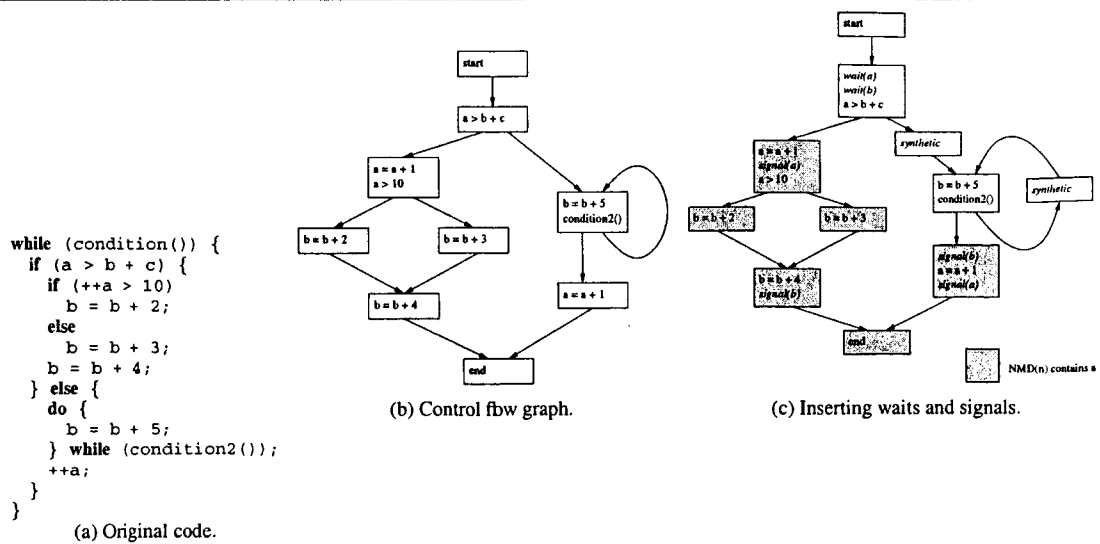 while (condition()) {
if (a > b + c) {
if (++a > 10)
b = b + 2;
else
b = b + 3;
b = b + 4;
} else {
do {
b = b + 5;
} while (condition2());
++a;
}
}
(a) Original code.
start
a > b + c
a = a + 1
a > 10
b = b + 5
condition2()
b = b + 2
b = b + 3
b = b + 4
a = a + 1
end
(b) Control flow graph.
start
wait(a)
wait(b)
a > b + c
synthetic
a = a + 1
signal(a)
a > 10
b = b + 5
condition2()
synthetic
b = b + 2
b = b + 3
signal(b)
a = a + 1
signal(a)
b = b + 4
signal(b)
end
NMD(n) contains a
(c) Inserting waits and signals.